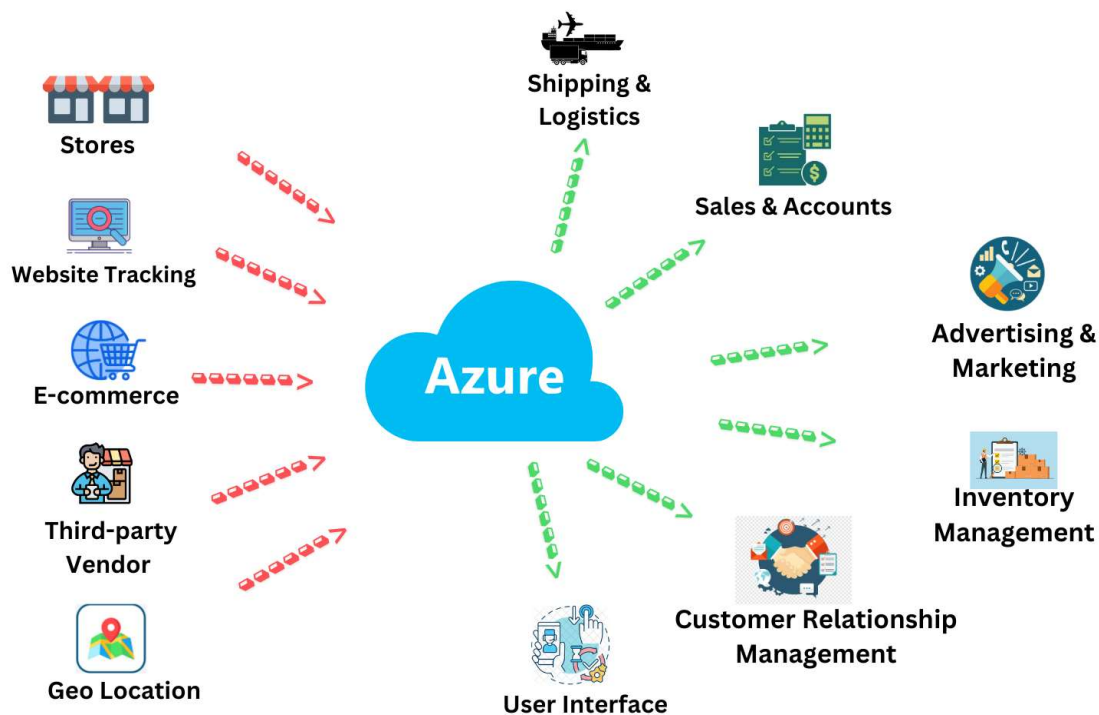 Stores
Website Tracking
E-commerce
Third-party
Vendor
Geo Location
Azure
Shipping &
Logistics
Sales & Accounts
Advertising &
Marketing
Inventory
Management
Customer Relationship
Management
User Interface